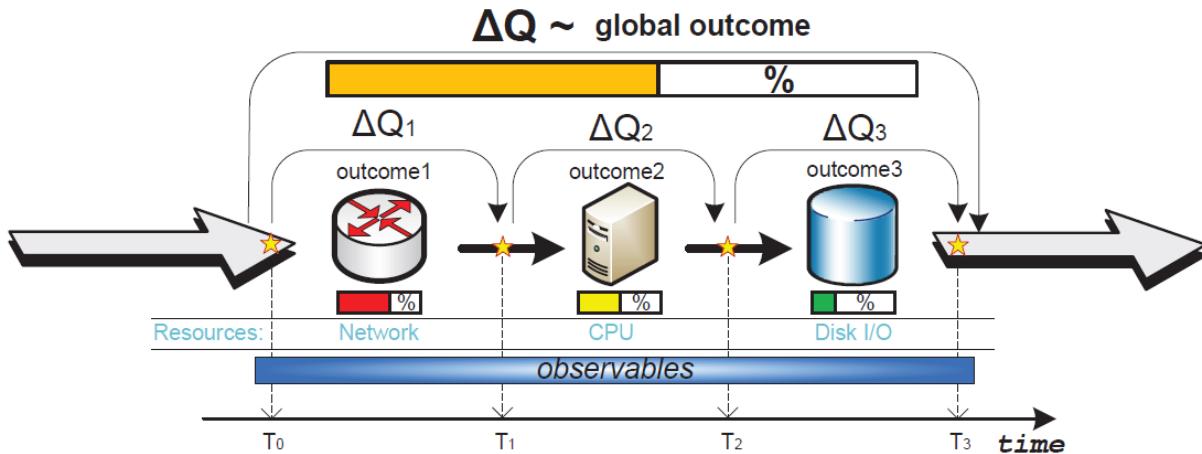 ΔQ ~ global outcome
%
ΔQ1 ΔQ2 ΔQ3
outcome1 outcome2 outcome3
% % %
Resources: Network CPU Disk I/O
observables
T0 T1 T2 T3 time